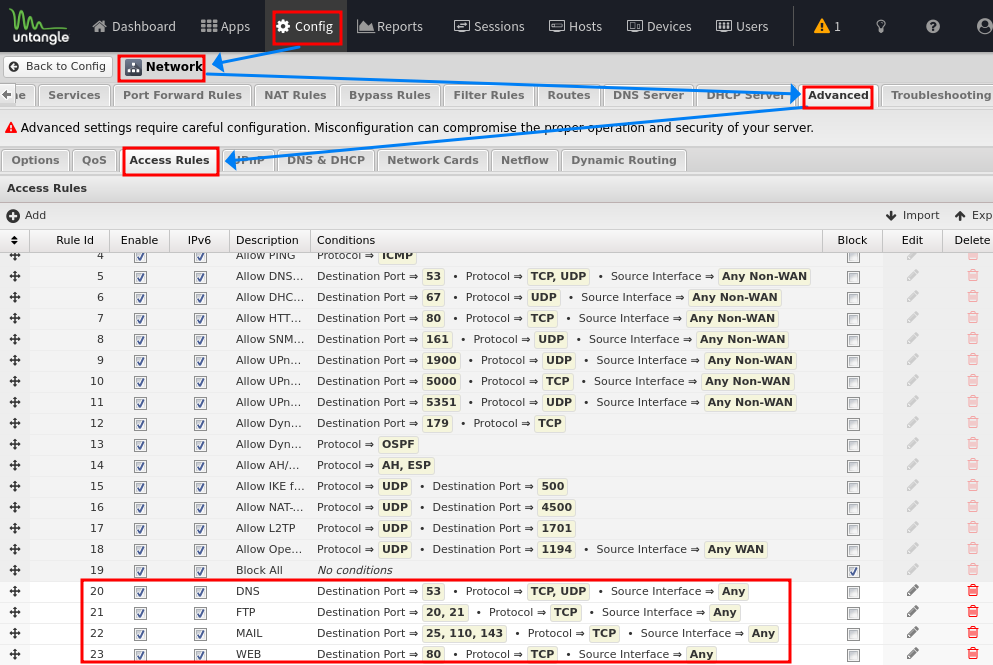 untangle Dashboard Apps Config Reports Sessions Hosts Devices Users 1
Back to Config Network
ne Services Port Forward Rules NAT Rules Bypass Rules Filter Rules Routes DNS Server DHCP Server Advanced Troubleshooting
Advanced settings require careful configuration. Misconfiguration can compromise the proper operation and security of your server.
Options QoS Access Rules UPnP DNS & DHCP Network Cards Netflow Dynamic Routing
Access Rules
Add Import Exp
Rule Id Enable IPv6 Description Conditions Block Edit Delete
4 Allow PING Protocol ⇒ ICMP
5 Allow DNS... Destination Port ⇒ 53 • Protocol ⇒ TCP, UDP • Source Interface ⇒ Any Non-WAN
6 Allow DHC... Destination Port ⇒ 67 • Protocol ⇒ UDP • Source Interface ⇒ Any Non-WAN
7 Allow HTT... Destination Port ⇒ 80 • Protocol ⇒ TCP • Source Interface ⇒ Any Non-WAN
8 Allow SNM... Destination Port ⇒ 161 • Protocol ⇒ UDP • Source Interface ⇒ Any Non-WAN
9 Allow UPn... Destination Port ⇒ 1900 • Protocol ⇒ UDP • Source Interface ⇒ Any Non-WAN
10 Allow UPn... Destination Port ⇒ 5000 • Protocol ⇒ TCP • Source Interface ⇒ Any Non-WAN
11 Allow UPn... Destination Port ⇒ 5351 • Protocol ⇒ UDP • Source Interface ⇒ Any Non-WAN
12 Allow Dyn... Destination Port ⇒ 179 • Protocol ⇒ TCP
13 Allow Dyn... Protocol ⇒ OSPF
14 Allow AH/... Protocol ⇒ AH, ESP
15 Allow IKE f... Protocol ⇒ UDP • Destination Port ⇒ 500
16 Allow NAT-... Protocol ⇒ UDP • Destination Port ⇒ 4500
17 Allow L2TP Protocol ⇒ UDP • Destination Port ⇒ 1701
18 Allow Ope... Protocol ⇒ UDP • Destination Port ⇒ 1194 • Source Interface ⇒ Any WAN
19 Block All No conditions
20 DNS Destination Port ⇒ 53 • Protocol ⇒ TCP, UDP • Source Interface ⇒ Any
21 FTP Destination Port ⇒ 20, 21 • Protocol ⇒ TCP • Source Interface ⇒ Any
22 MAIL Destination Port ⇒ 25, 110, 143 • Protocol ⇒ TCP • Source Interface ⇒ Any
23 WEB Destination Port ⇒ 80 • Protocol ⇒ TCP • Source Interface ⇒ Any